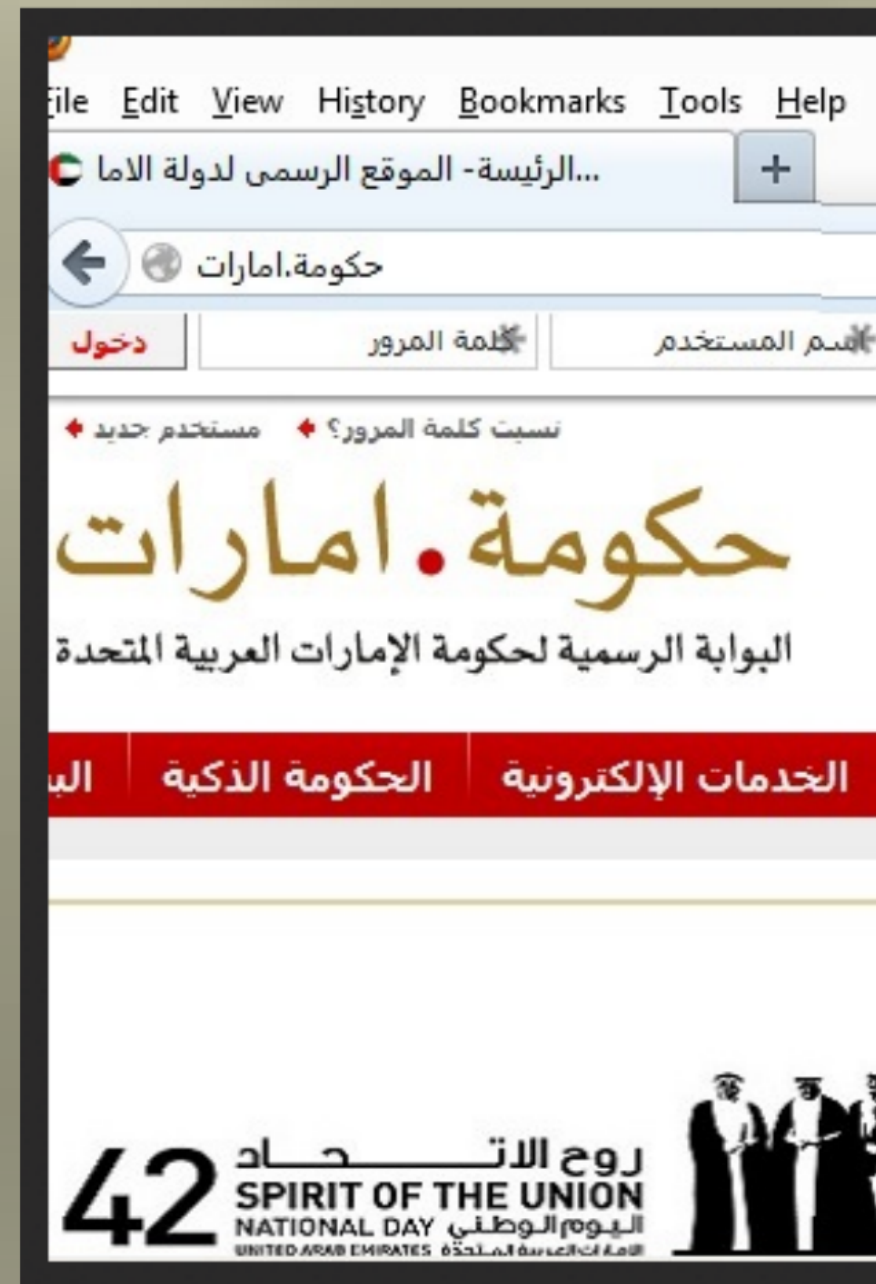 File Edit View History Bookmarks Tools Help
الرئيسة- الموقع الرسمى لدولة الاما...
+
حكومة.امارات
اسم المستخدم كلمة المرور دخول
نسيت كلمة المرور؟ مستخدم جديد
حكومة.امارات
البوابة الرسمية لحكومة الإمارات العربية المتحدة
الخدمات الإلكترونية الحكومة الذكية
42
روح الاتـــحـــاد
SPIRIT OF THE UNION
NATIONAL DAY اليوم الوطني
UNITED ARAB EMIRATES الامارات العربية المتحدة